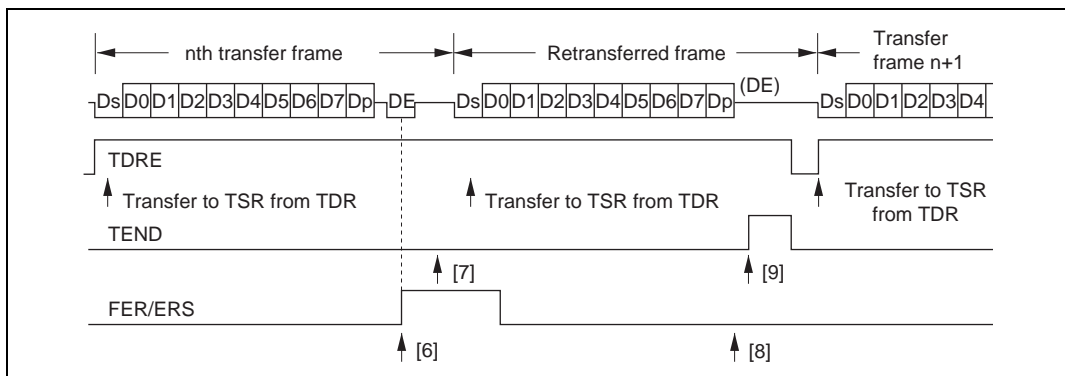 nth transfer frame
Retransferred frame
Transfer
frame n+1
Ds D0 D1 D2 D3 D4 D5 D6 D7 Dp DE Ds D0 D1 D2 D3 D4 D5 D6 D7 Dp (DE) Ds D0 D1 D2 D3 D4
TDRE
Transfer to TSR from TDR
Transfer to TSR from TDR
Transfer to TSR
from TDR
TEND
[7]
[9]
FER/ERS
[6]
[8]